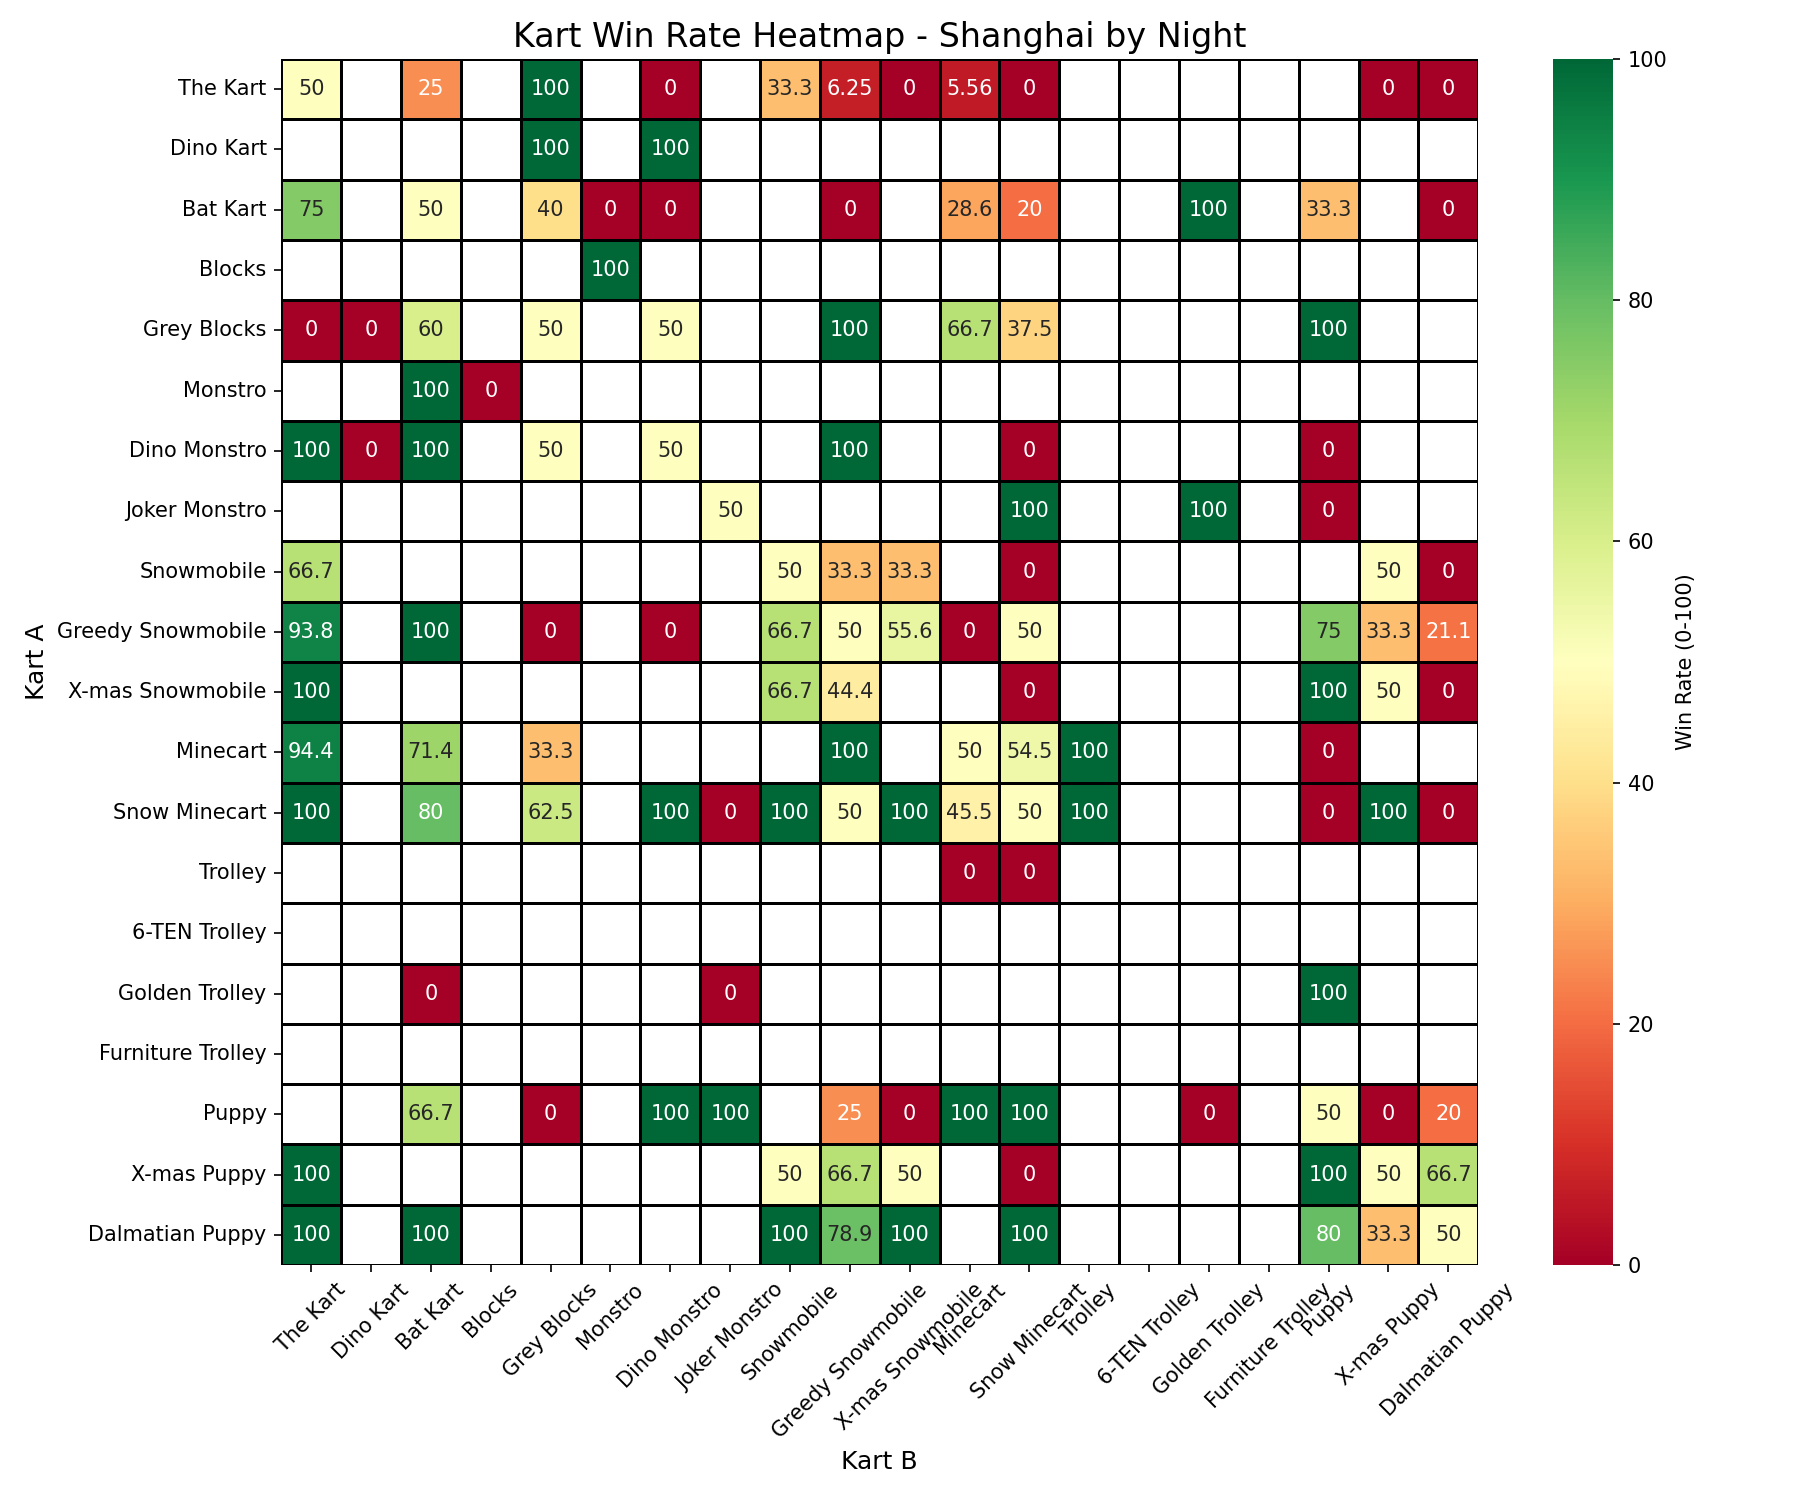 Kart Win Rate Heatmap - Shanghai by Night
The Kart 50 25 100 0 33.3 6.25 0 5.56 0 0 0
Dino Kart 100 100
Bat Kart 75 50 40 0 0 0 28.6 20 100 33.3 0
Blocks 100
Grey Blocks 0 0 60 50 50 100 66.7 37.5 100
Monstro 100 0
Dino Monstro 100 0 100 50 50 100 0 0
Joker Monstro 50 100 100 0
Snowmobile 66.7 50 33.3 33.3 0 50 0
Greedy Snowmobile 93.8 100 0 0 66.7 50 55.6 0 50 75 33.3 21.1
X-mas Snowmobile 100 66.7 44.4 0 100 50 0
Minecart 94.4 71.4 33.3 100 50 54.5 100 0
Snow Minecart 100 80 62.5 100 0 100 50 100 45.5 50 100 0 100 0
Trolley 0 0
6-TEN Trolley
Golden Trolley 0 0 100
Furniture Trolley
Puppy 66.7 0 100 100 25 0 100 100 0 50 0 20
X-mas Puppy 100 50 66.7 50 0 100 50 66.7
Dalmatian Puppy 100 100 100 78.9 100 100 80 33.3 50
Kart A
The Kart
Dino Kart
Bat Kart
Blocks
Grey Blocks
Monstro
Dino Monstro
Joker Monstro
Snowmobile
Greedy Snowmobile
X-mas Snowmobile
Minecart
Snow Minecart
Trolley
6-TEN Trolley
Golden Trolley
Furniture Trolley
Puppy
X-mas Puppy
Dalmatian Puppy
Kart B
100
80
60
40
20
0
Win Rate (0-100)